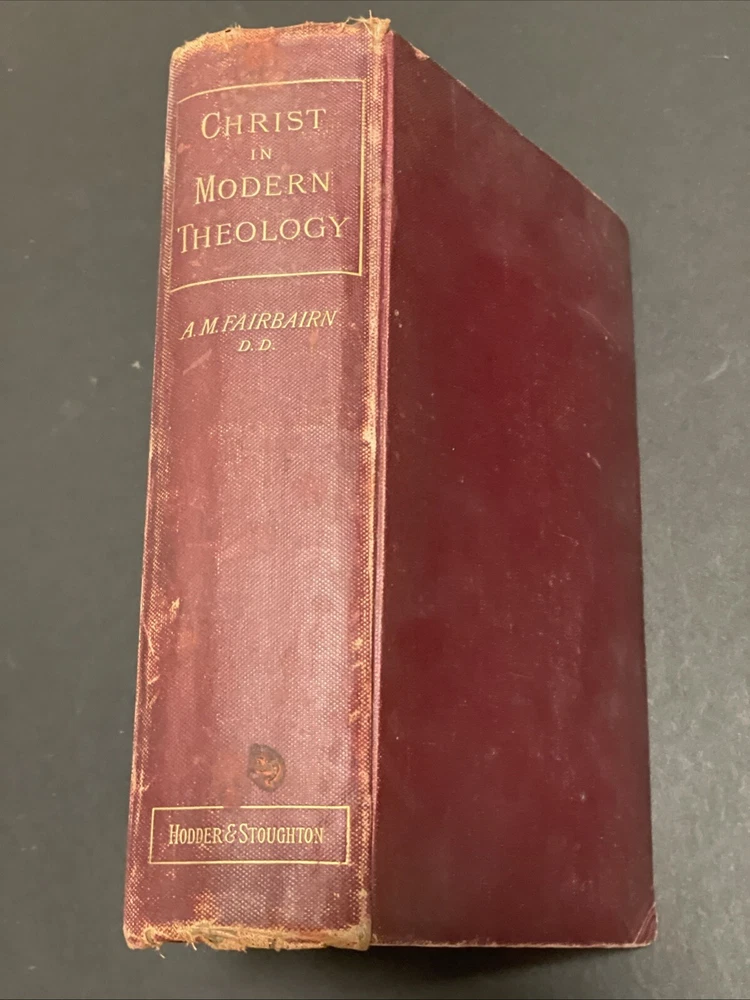 CHRIST
IN
MODERN
THEOLOGY
A. M. FAIRBAIRN
D. D.
HODDER & STOUGHTON